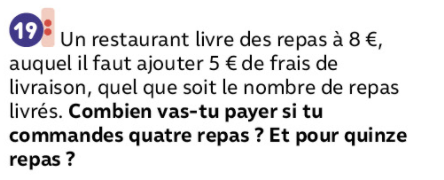 19 Un restaurant livre des repas à 8 €,
auquel il faut ajouter 5 € de frais de
livraison, quel que soit le nombre de repas
livrés. Combien vas-tu payer si tu
commandes quatre repas ? Et pour quinze
repas ?